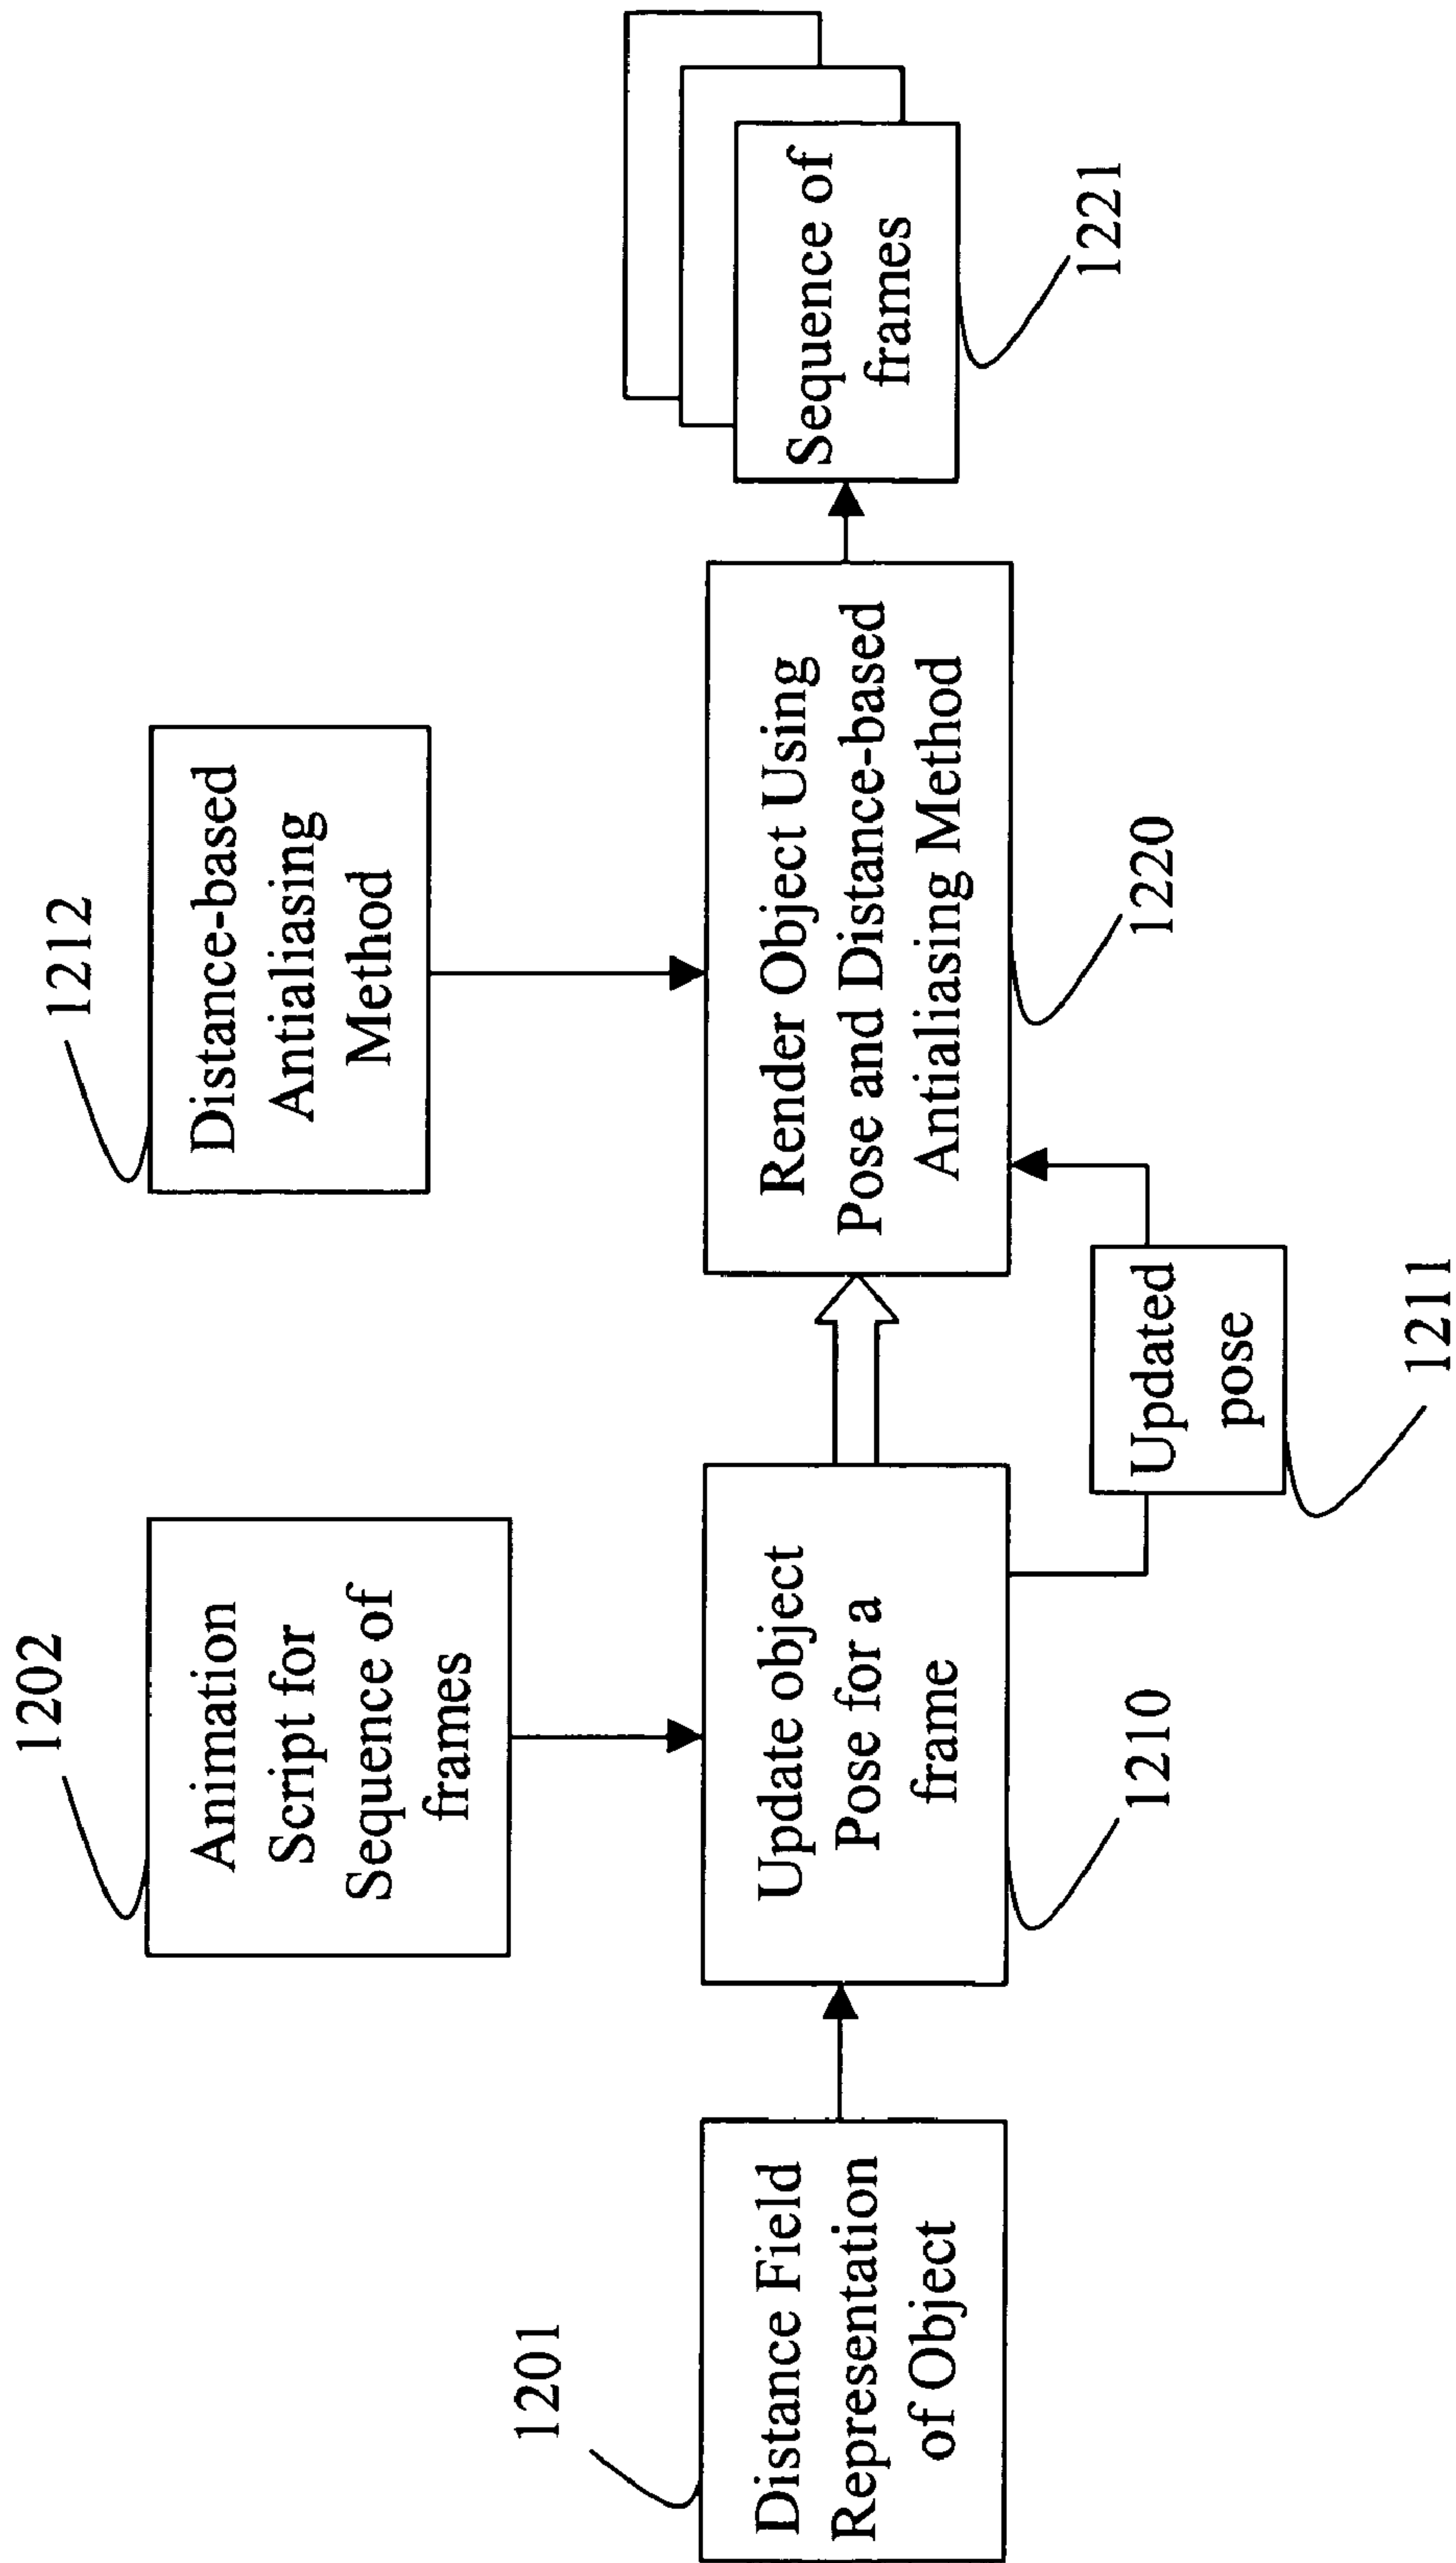 1202
Animation
Script for
Sequence of
frames
1212
Distance-based
Antialiasing
Method
1201
Distance Field
Representation
of Object
Update object
Pose for a
frame
1210
Updated
pose
1211
Render Object Using
Pose and Distance-based
Antialiasing Method
1220
Sequence of
frames
1221